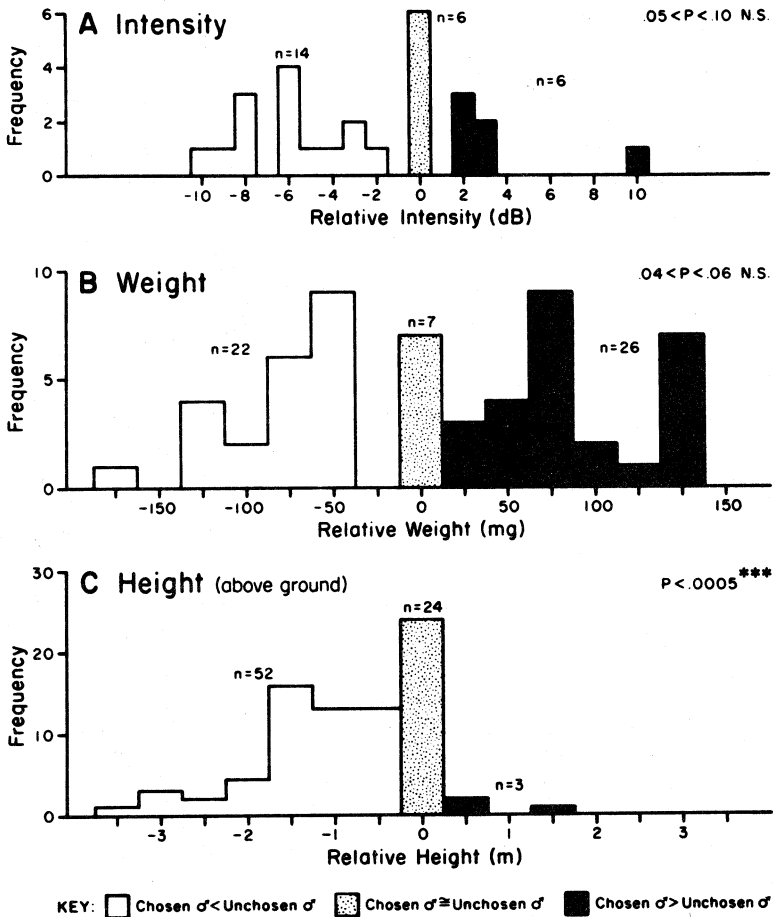 A Intensity
.05<P<.10 N.S.
n=14
n=6
n=6
Frequency
6
4
2
0
-10 -8 -6 -4 -2 0 2 4 6 8 10
Relative Intensity (dB)
B Weight
.04<P<.06 N.S.
n=22
n=7
n=26
Frequency
10
5
0
-150 -100 -50 0 50 100 150
Relative Weight (mg)
C Height (above ground)
P<.0005***
n=52
n=24
n=3
Frequency
30
20
10
0
-3 -2 -1 0 1 2 3
Relative Height (m)
KEY: Chosen ♂<Unchosen ♂ Chosen ♂≅Unchosen ♂ Chosen ♂>Unchosen ♂